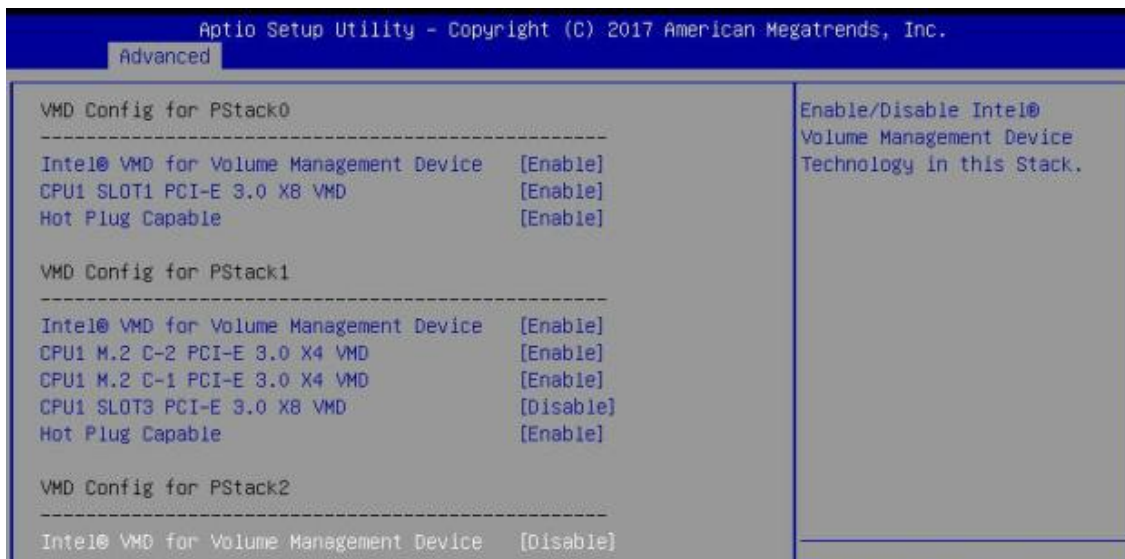 Aptio Setup Utility – Copyright (C) 2017 American Megatrends, Inc.
Advanced
VMD Config for PStack0
--------------------------------------------------
Intel® VMD for Volume Management Device [Enable]
CPU1 SLOT1 PCI-E 3.0 X8 VMD [Enable]
Hot Plug Capable [Enable]
VMD Config for PStack1
--------------------------------------------------
Intel® VMD for Volume Management Device [Enable]
CPU1 M.2 C-2 PCI-E 3.0 X4 VMD [Enable]
CPU1 M.2 C-1 PCI-E 3.0 X4 VMD [Enable]
CPU1 SLOT3 PCI-E 3.0 X8 VMD [Disable]
Hot Plug Capable [Enable]
VMD Config for PStack2
--------------------------------------------------
Intel® VMD for Volume Management Device [Disable]
Enable/Disable Intel®
Volume Management Device
Technology in this Stack.